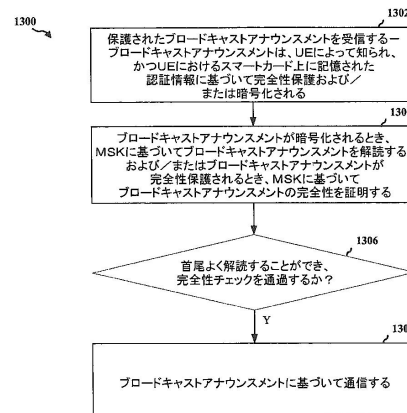 1300
1302
保護されたブロードキャストアナウンスメントを受信するー
ブロードキャストアナウンスメントは、UEによって知られ、
かつUEにおけるスマートカード上に記憶された
認証情報に基づいて完全性保護および/
または暗号化される
ブロードキャストアナウンスメントが暗号化されるとき、
MSKに基づいてブロードキャストアナウンスメントを解読する
および/またはブロードキャストアナウンスメントが
完全性保護されるとき、MSKに基づいて
ブロードキャストアナウンスメントの完全性を証明する
1306
首尾よく解読することができ、
完全性チェックを通過するか?
Y
ブロードキャストアナウンスメントに基づいて通信する